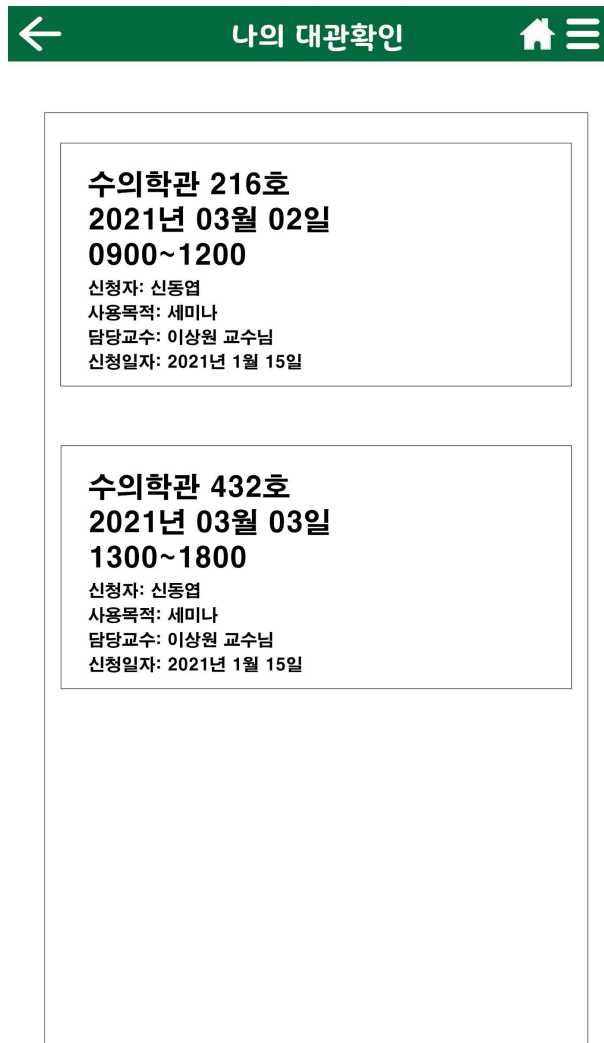 나의 대관확인
수의학관 216호
2021년 03월 02일
0900~1200
신청자: 신동엽
사용목적: 세미나
담당교수: 이상원 교수님
신청일자: 2021년 1월 15일
수의학관 432호
2021년 03월 03일
1300~1800
신청자: 신동엽
사용목적: 세미나
담당교수: 이상원 교수님
신청일자: 2021년 1월 15일